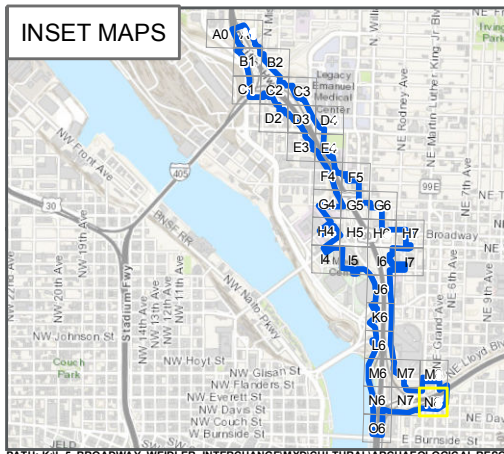 INSET MAPS
A0
B1 B2
C1 C2 C3
D2 D3 D4
E3 E4
F4 F5
G4 G5 G6
H4 H5 H6 H7
I4 I5 I6 I7
J6
K6
L6
M6 M7
N6 N7
O6
Legacy
Emanuel
Medical
Center
NE Rodney Ave
NE Martin Luther King Jr Blvd
NE 7th Ave
99E
Broadway
NE 6th Ave
NE 9th Ave
NE Grand Ave
NE Lloyd Blv
E Burnside St
NW Front Ave
405
30
BNSF RR
NW Naito Pkwy
NW 22nd Ave
NW 20th Ave
NW 19th Ave
Stadium Fwy
NW 14th Ave
NW 13th Ave
NW 12th Ave
NW 11th Ave
NW Johnson St
Couch
Park
NW Hoyt St
NW Glisan St
NW Flanders St
NW Everett St
NW Davis St
NW Couch St
W Burnside St
JELD